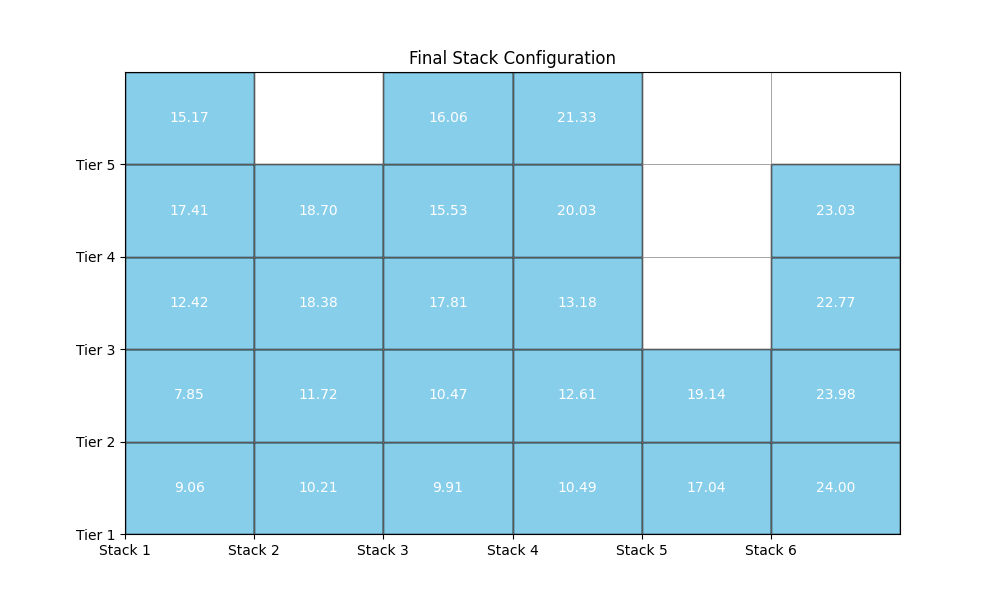 Final Stack Configuration
15.17 16.06 21.33
Tier 5
17.41 18.70 15.53 20.03 23.03
Tier 4
12.42 18.38 17.81 13.18 22.77
Tier 3
7.85 11.72 10.47 12.61 19.14 23.98
Tier 2
9.06 10.21 9.91 10.49 17.04 24.00
Tier 1
Stack 1 Stack 2 Stack 3 Stack 4 Stack 5 Stack 6